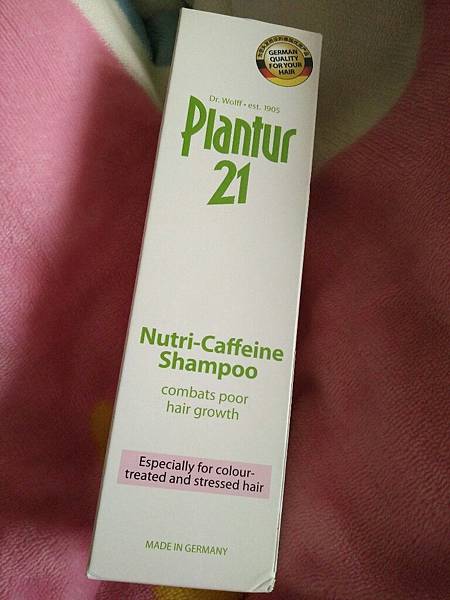 GERMAN
QUALITY
FOR YOUR
HAIR
Dr. Wolff • est. 1905
Plantur
21
Nutri-Caffeine
Shampoo
combats poor
hair growth
Especially for colour-
treated and stressed hair
MADE IN GERMANY